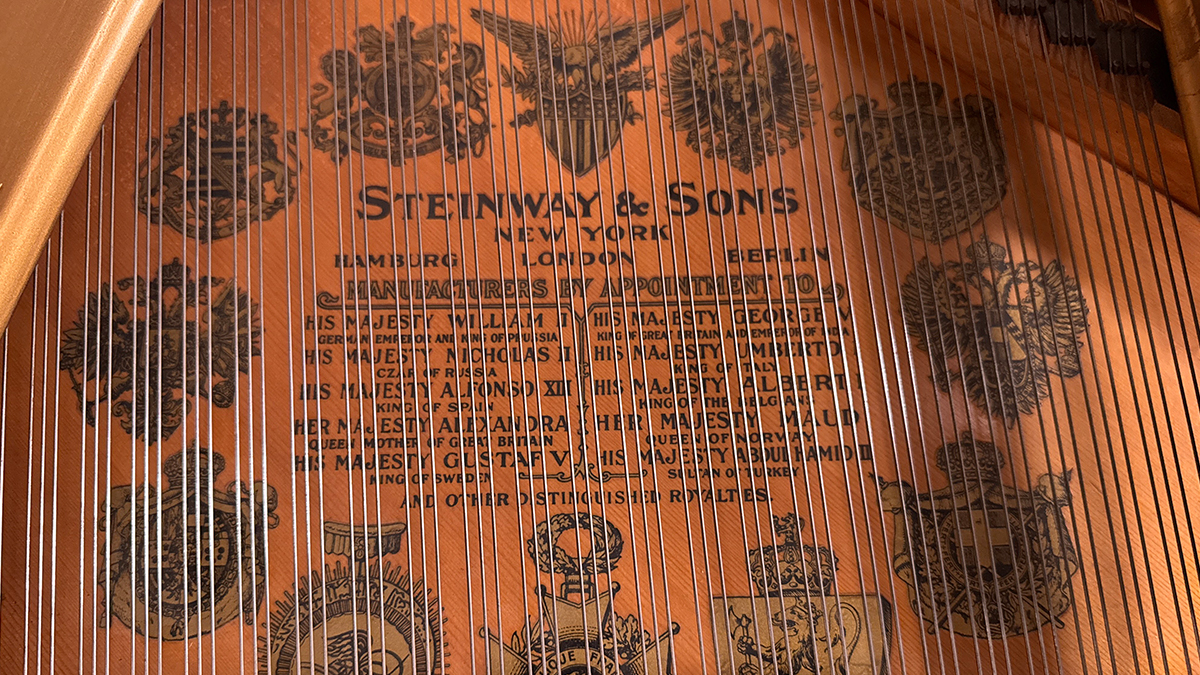 STEINWAY & SONS
NEW YORK
HAMBURG LONDON BERLIN
MANUFACTURERS BY APPOINTMENT TO
HIS MAJESTY WILLIAM II
GERMAN EMPEROR AND KING OF PRUSSIA
HIS MAJESTY NICHOLAS II
CZAR OF RUSSIA
HIS MAJESTY ALFONSO XIII
KING OF SPAIN
HER MAJESTY ALEXANDRA
QUEEN MOTHER OF GREAT BRITAIN
HIS MAJESTY GUSTAF V
KING OF SWEDEN
HIS MAJESTY GEORGE V
KING OF GREAT BRITAIN AND EMPEROR OF INDIA
HIS MAJESTY UMBERTO
KING OF ITALY
HIS MAJESTY ALBERT I
KING OF THE BELGIANS
HER MAJESTY MAUD
QUEEN OF NORWAY
HIS MAJESTY ABOUL HAMID II
SULTAN OF TURKEY
AND OTHER DISTINGUISHED ROYALTIES.